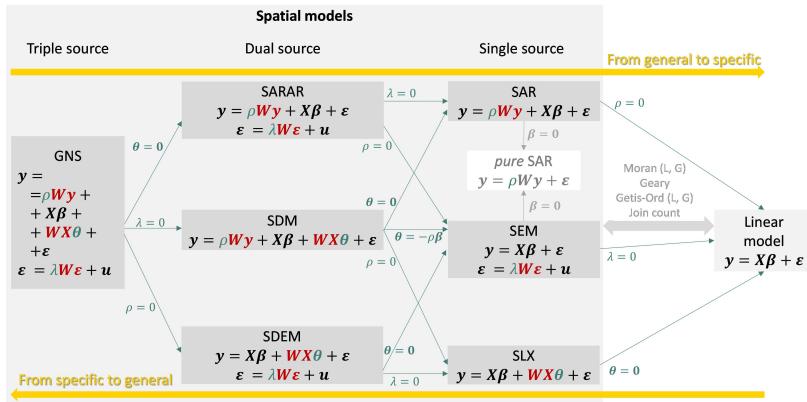 Spatial models
Triple source
Dual source
Single source
From general to specific
GNS
y =
=ρWy +
+ Xβ +
+ WXθ +
+ε
ε = λWε + u
θ = 0
λ = 0
ρ = 0
SARAR
y = ρWy + Xβ + ε
ε = λWε + u
SDM
y = ρWy + Xβ + WXθ + ε
SDEM
y = Xβ + WXθ + ε
ε = λWε + u
λ = 0
ρ = 0
θ = 0
θ = −ρβ
ρ = 0
θ = 0
λ = 0
SAR
y = ρWy + Xβ + ε
β = 0
pure SAR
y = ρWy + ε
β = 0
SEM
y = Xβ + ε
ε = λWε + u
SLX
y = Xβ + WXθ + ε
ρ = 0
Moran (L, G)
Geary
Getis-Ord (L, G)
Join count
λ = 0
θ = 0
Linear
model
y = Xβ + ε
From specific to general